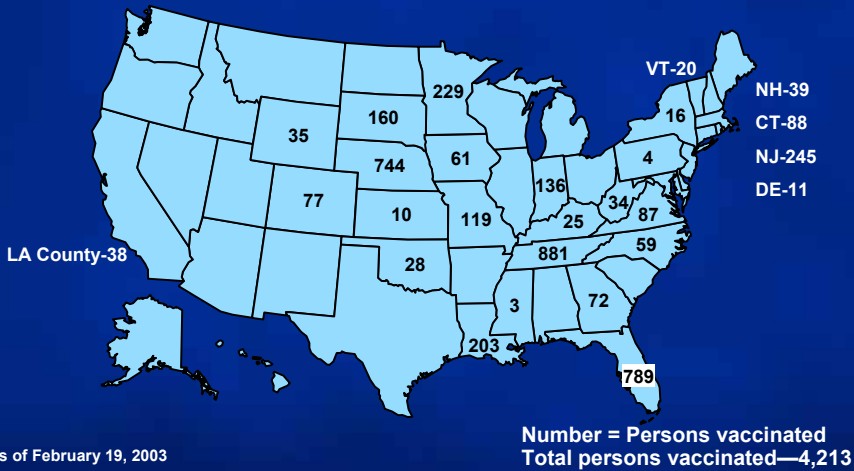 VT-20
229
NH-39
16
160
CT-88
35
4
744
61
NJ-245
136
DE-11
77
34
10
119
25
87
59
LA County-38
881
28
3
72
203
789
Number = Persons vaccinated
s of February 19, 2003
Total persons vaccinated—4,213